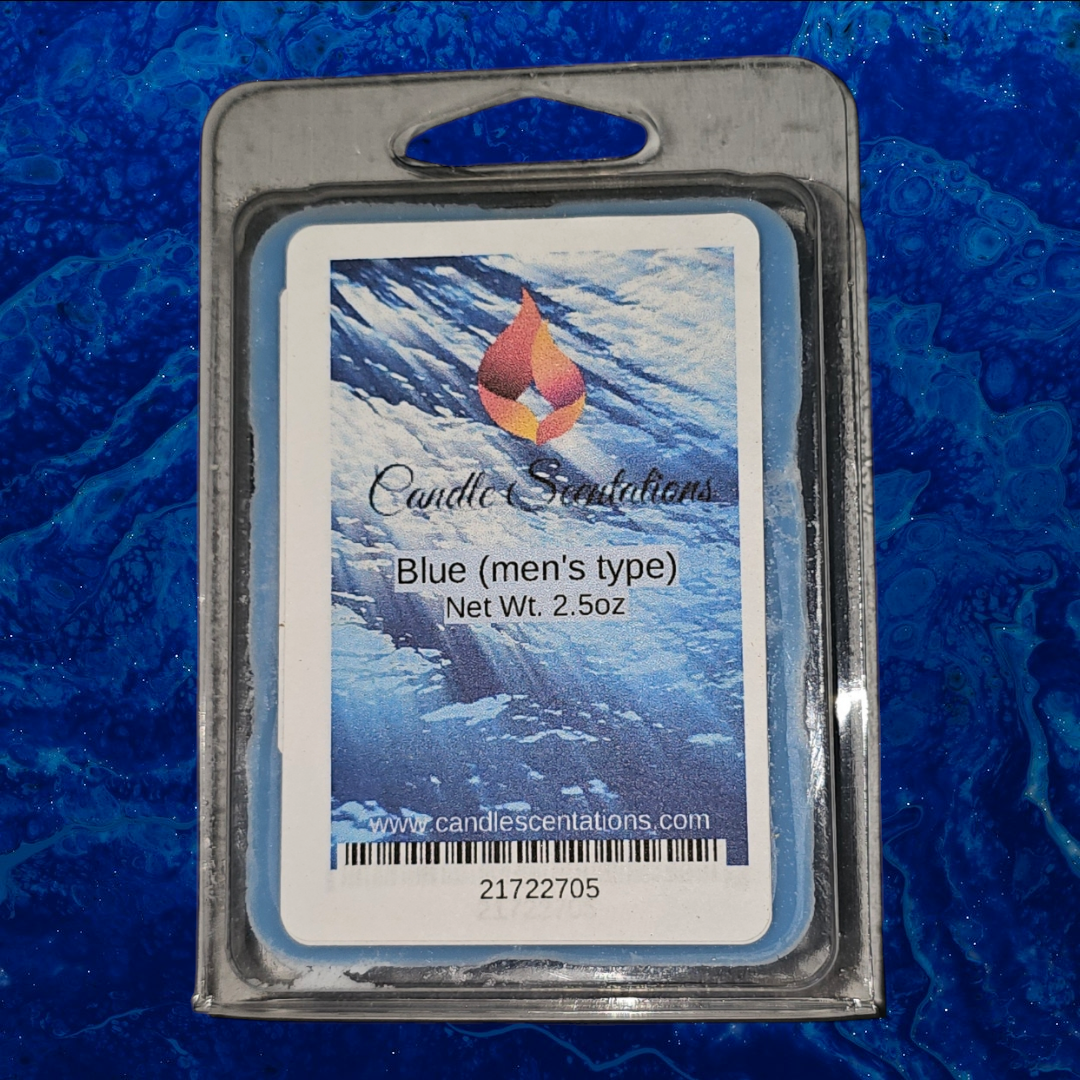 Candle Scentations
Blue (men's type)
Net Wt. 2.5oz
www.candlescentations.com
21722705